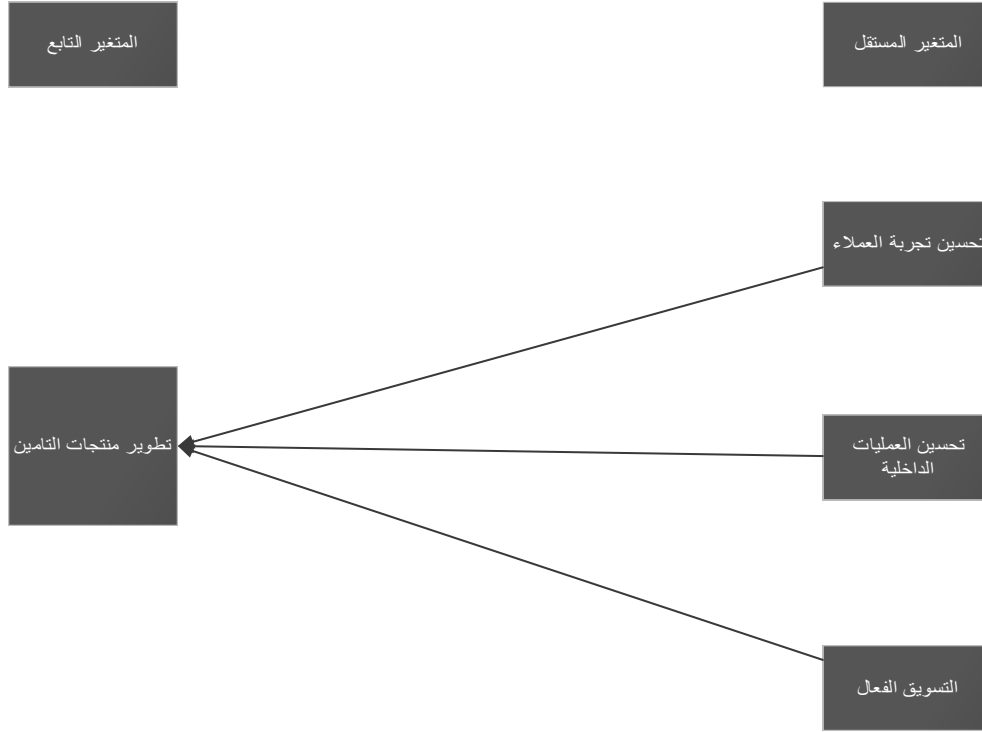 المتغير المستقل
المتغير التابع
تحسين تجربة العملاء
تطوير منتجات التامين
تحسين العمليات
الداخلية
التسويق الفعال